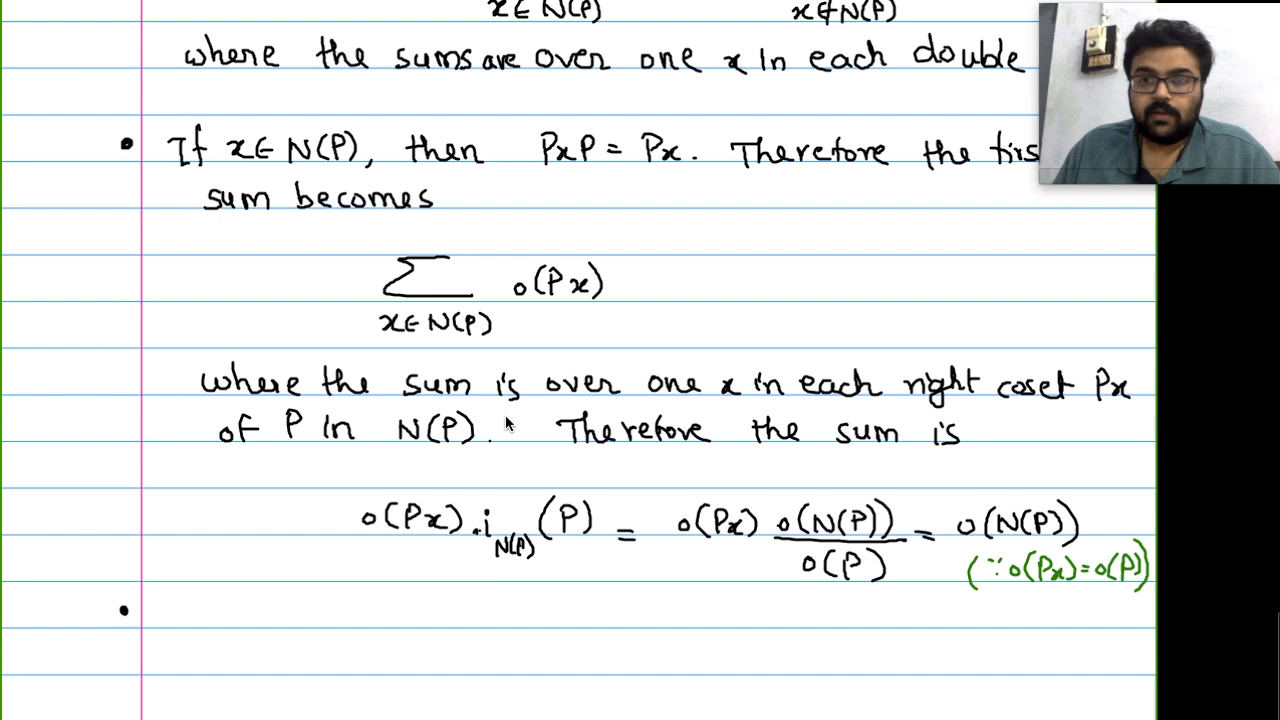 x∈N(P) x∉N(P)
where the sums are over one x in each double
• If x∈N(P), then PxP = Px. Therefore the firs
sum becomes
∑ o(Px)
x∈N(P)
where the sum is over one x in each right coset Px
of P in N(P). Therefore the sum is
o(Px).i_N(P)(P) = o(Px) o(N(P))/o(P) = o(N(P))
(∵o(Px)=o(P))
•